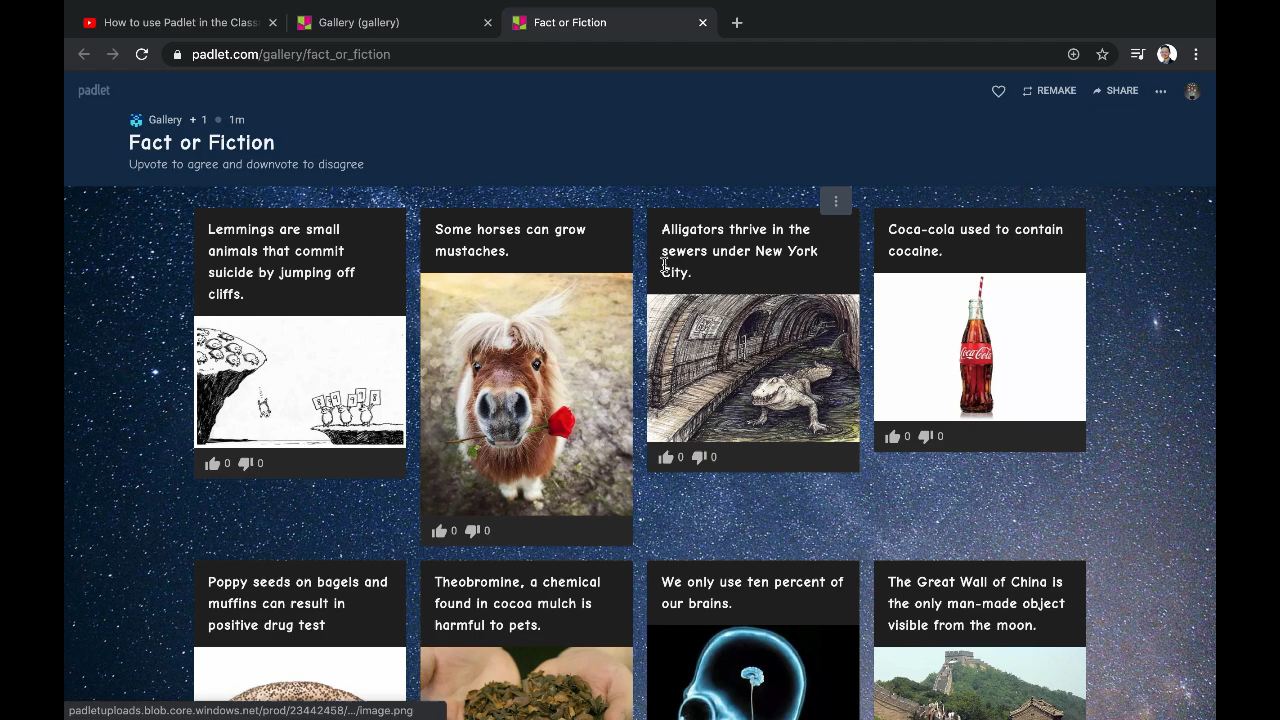 How to use Padlet in the Class
Gallery (gallery)
Fact or Fiction
padlet.com/gallery/fact_or_fiction
padlet
REMAKE
SHARE
Gallery + 1 1m
Fact or Fiction
Upvote to agree and downvote to disagree
Lemmings are small
animals that commit
suicide by jumping off
cliffs.
0 0
Some horses can grow
mustaches.
0 0
Alligators thrive in the
sewers under New York
City.
0 0
Coca-cola used to contain
cocaine.
Coca-Cola
0 0
Poppy seeds on bagels and
muffins can result in
positive drug test
Theobromine, a chemical
found in cocoa mulch is
harmful to pets.
We only use ten percent of
our brains.
The Great Wall of China is
the only man-made object
visible from the moon.
padletuploads.blob.core.windows.net/prod/23442458/.../image.png